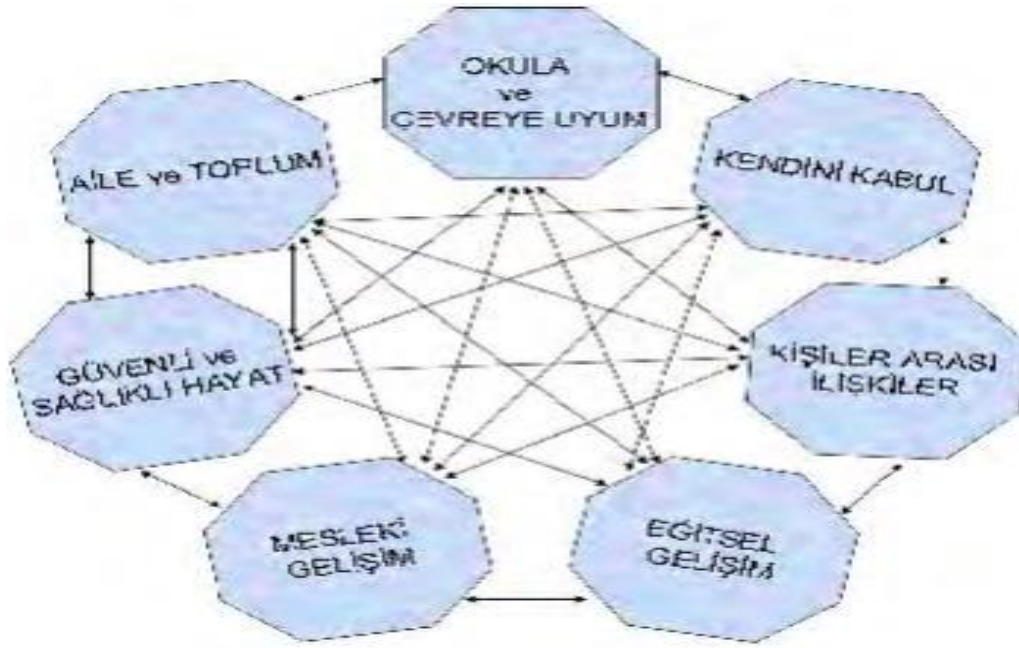 OKULA
ve
ÇEVREYE UYUM
AİLE ve TOPLUM
KENDİNİ KABUL
GÜVENLİ ve
SAĞLIKLI HAYAT
KİŞİLER ARASI
İLİŞKİLER
MESLEKİ
GELİŞİM
EĞİTSEL
GELİŞİM